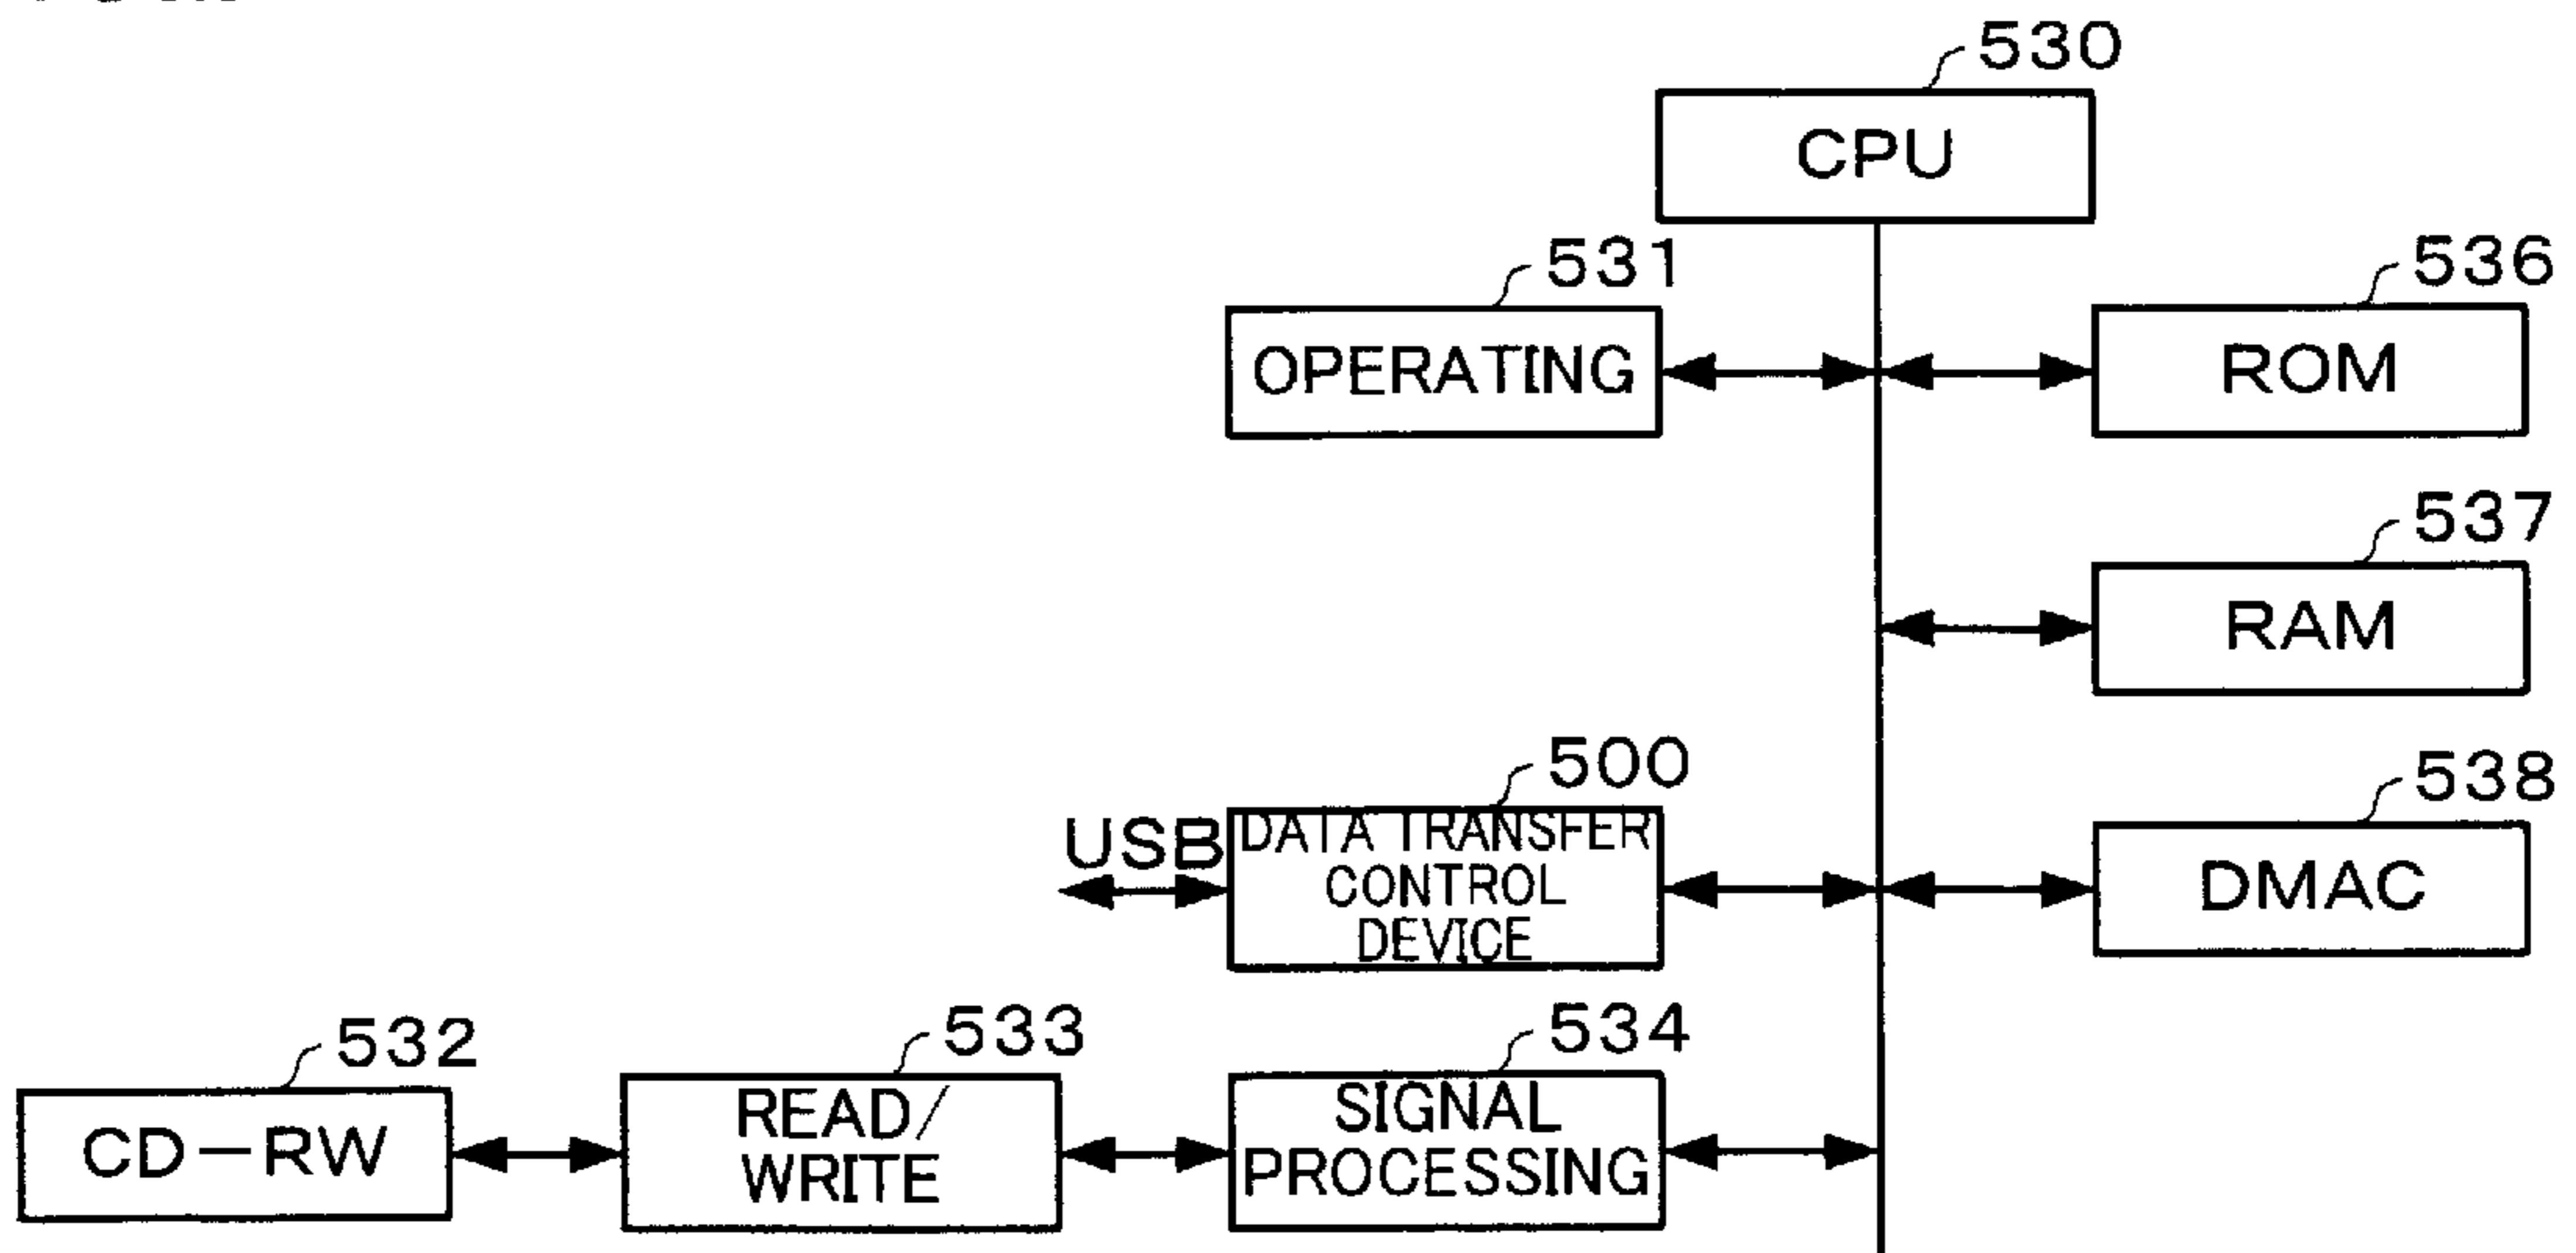 530
CPU
531
OPERATING
536
ROM
537
RAM
500
USB
DATA TRANSFER
CONTROL
DEVICE
538
DMAC
532
CD-RW
533
READ/
WRITE
534
SIGNAL
PROCESSING